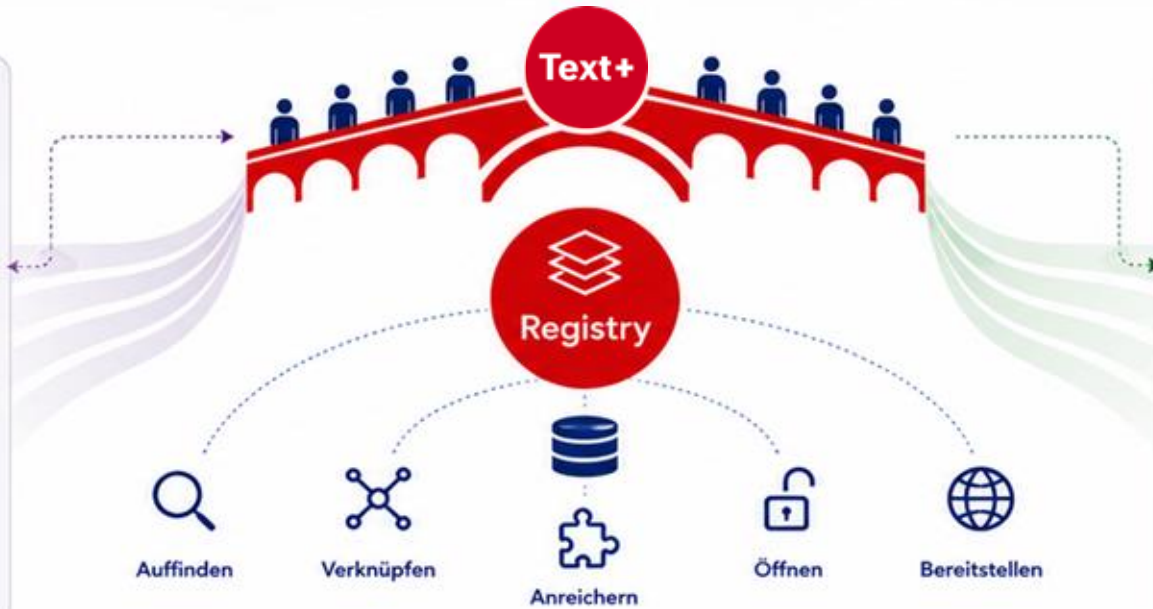 Text+
Registry
Auffinden
Verknüpfen
Anreichern
Öffnen
Bereitstellen